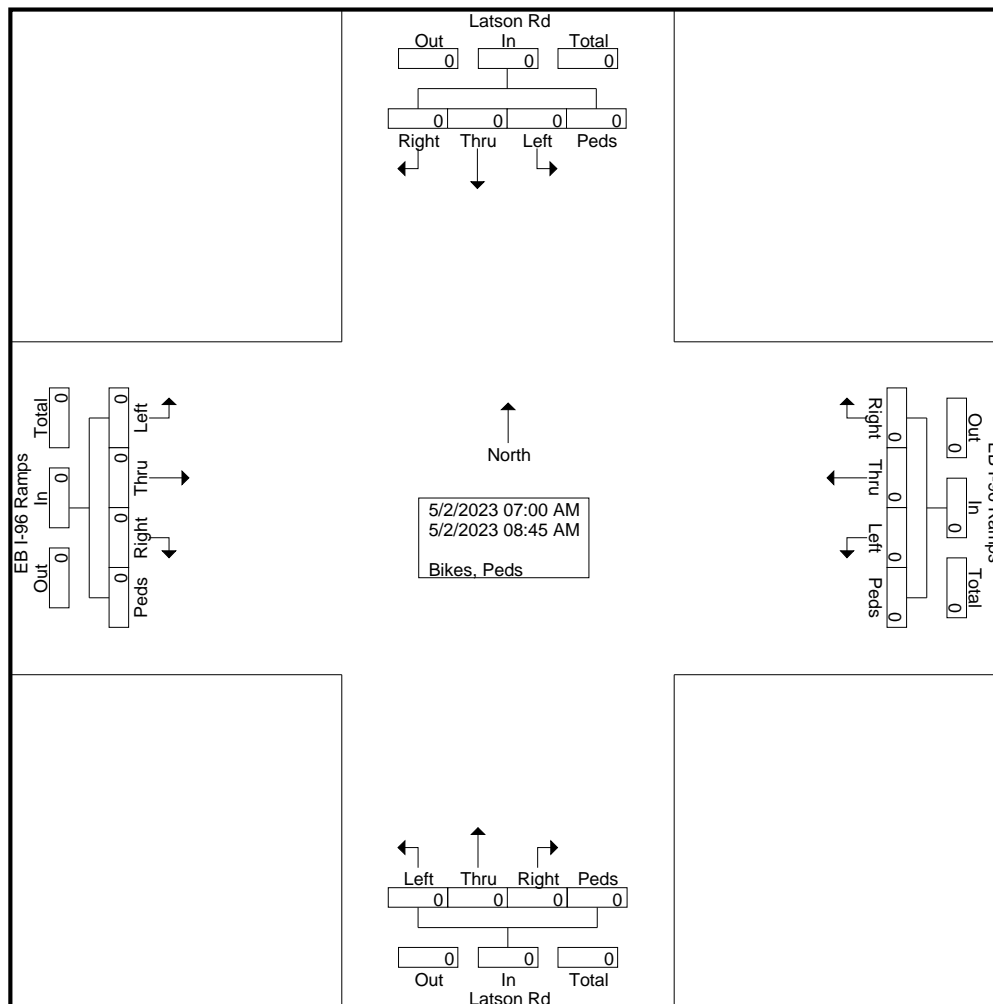 Latson Rd
Out In Total
0 0 0
0 0 0 0
Right Thru Left Peds
EB I-96 Ramps
Total In Out
0 0 0
0 0 0 0
Left Thru Right Peds
North
5/2/2023 07:00 AM
5/2/2023 08:45 AM
Bikes, Peds
Right Thru Left Peds
0 0 0 0
0 0 0
Out In Total
Ramps
Left Thru Right Peds
0 0 0 0
0 0 0
Out In Total
Latson Rd